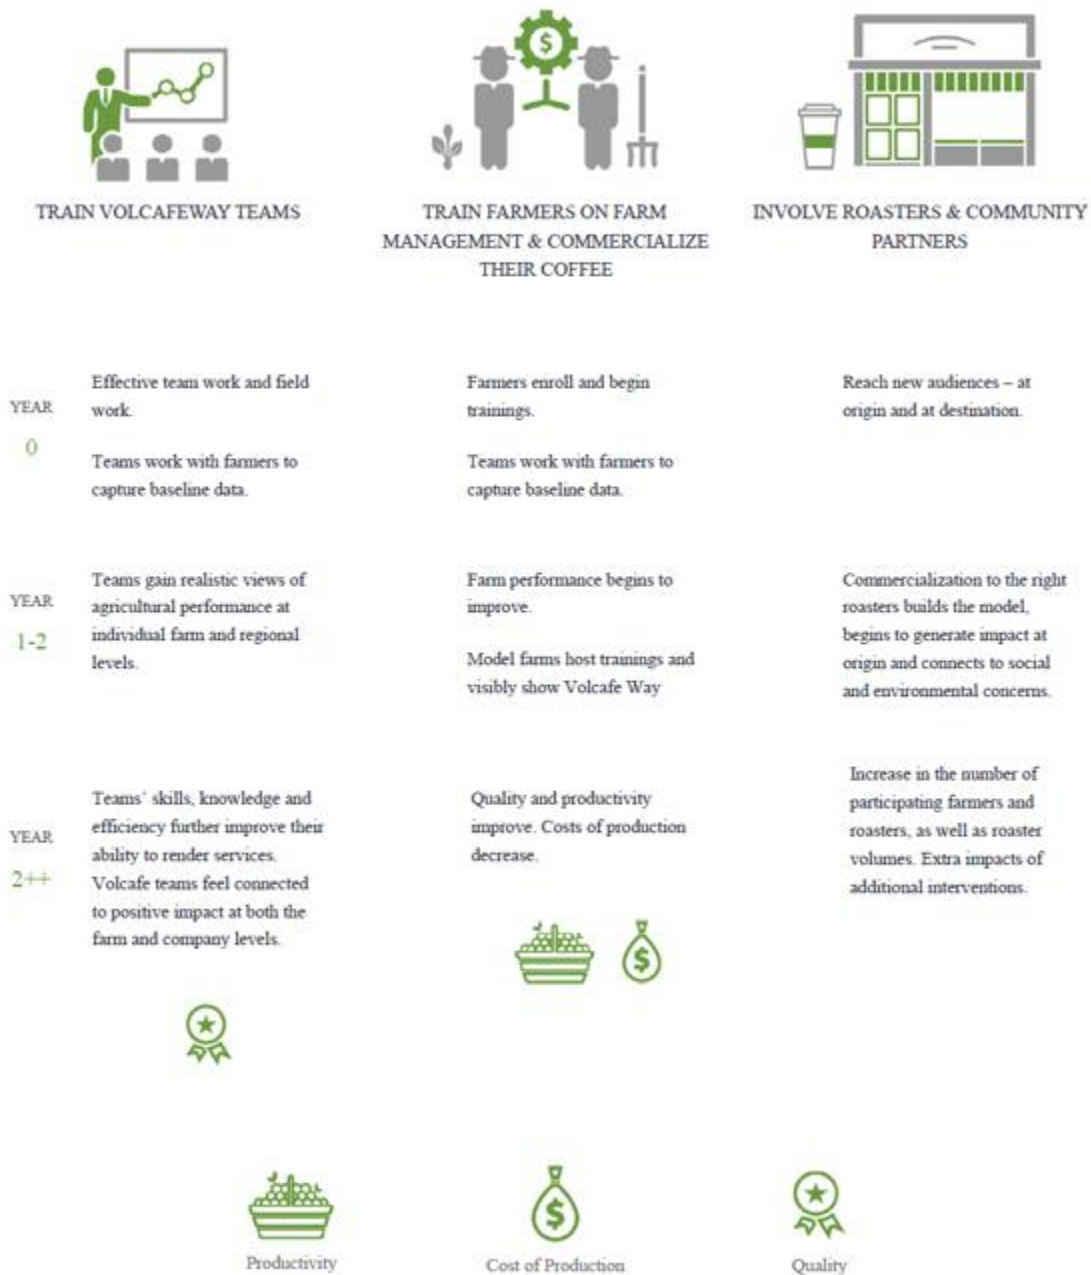 TRAIN VOLCAFEWAY TEAMS
TRAIN FARMERS ON FARM
MANAGEMENT & COMMERCIALIZE
THEIR COFFEE
INVOLVE ROASTERS & COMMUNITY
PARTNERS
YEAR
0
Effective team work and field
work.
Teams work with farmers to
capture baseline data.
Farmers enroll and begin
trainings.
Teams work with farmers to
capture baseline data.
Reach new audiences – at
origin and at destination.
YEAR
1-2
Teams gain realistic views of
agricultural performance at
individual farm and regional
levels.
Farm performance begins to
improve.
Model farms host trainings and
visibly show Volcafe Way
Commercialization to the right
roasters builds the model,
begins to generate impact at
origin and connects to social
and environmental concerns.
YEAR
2++
Teams´ skills, knowledge and
efficiency further improve their
ability to render services.
Volcafe teams feel connected
to positive impact at both the
farm and company levels.
Quality and productivity
improve. Costs of production
decrease.
Increase in the number of
participating farmers and
roasters, as well as roaster
volumes. Extra impacts of
additional interventions.
Productivity
Cost of Production
Quality